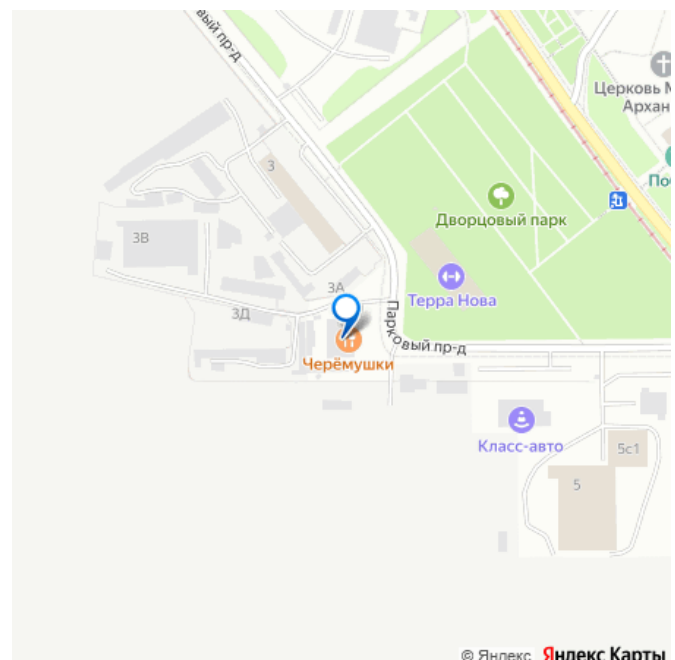 Парковый пр-д
Церковь М
Архан
3
По
Дворцовый парк
3В
3А
Терра Нова
3Д
Парковый пр-д
Черёмушки
Класс-авто
5с1
5
© Яндекс Яндекс Карты